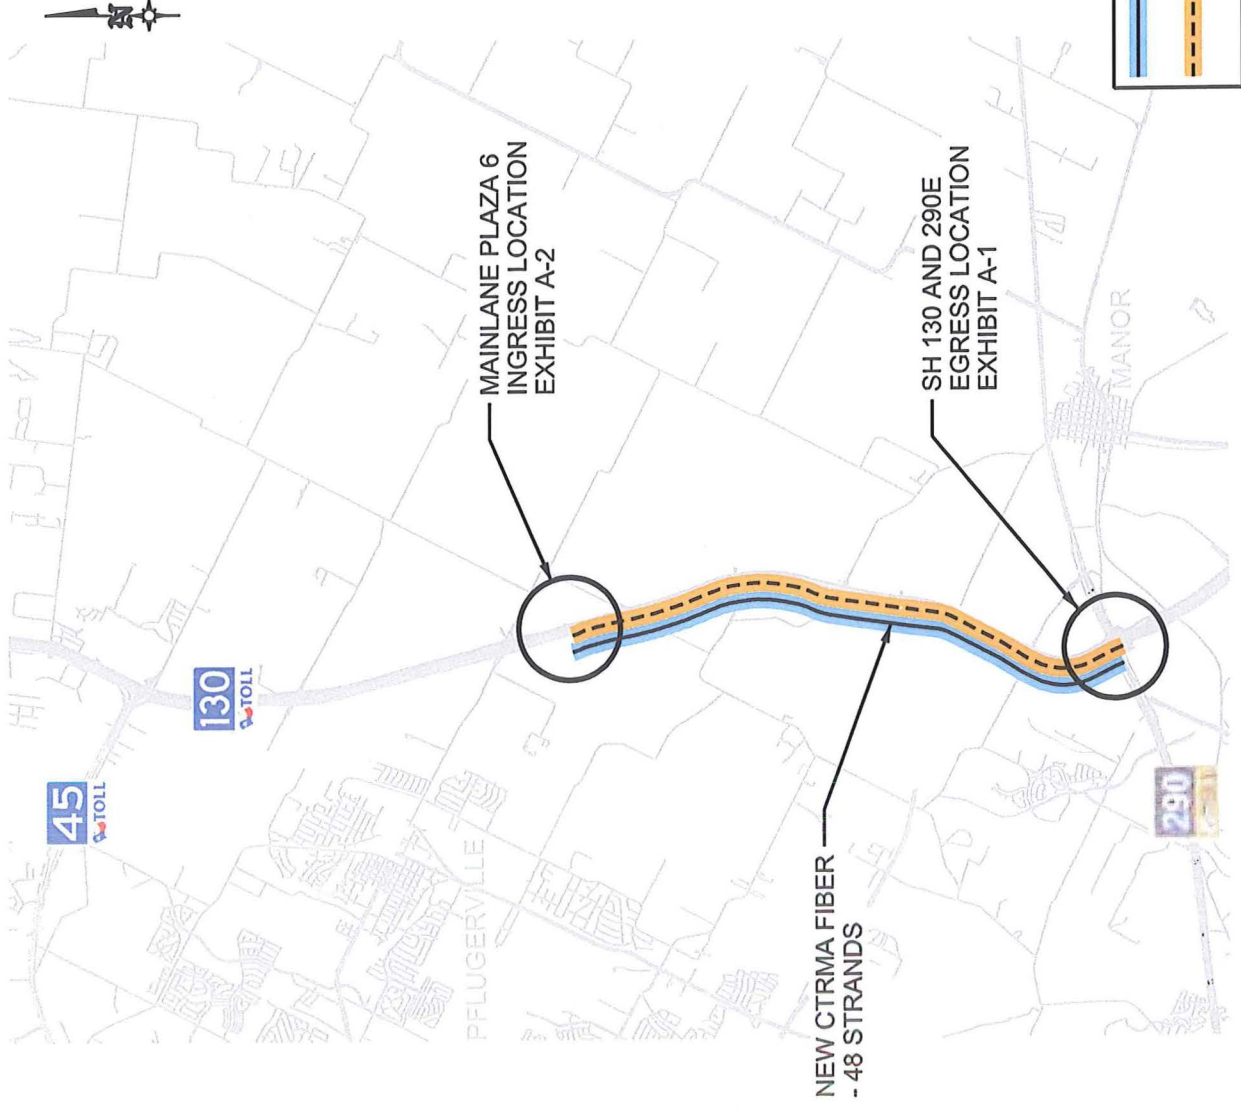 N
45
TOLL
130
TOLL
MAINLANE PLAZA 6
INGRESS LOCATION
EXHIBIT A-2
PFLUGERVILLE
SH 130 AND 290E
EGRESS LOCATION
EXHIBIT A-1
MANOR
NEW CTRMA FIBER
- 48 STRANDS
290